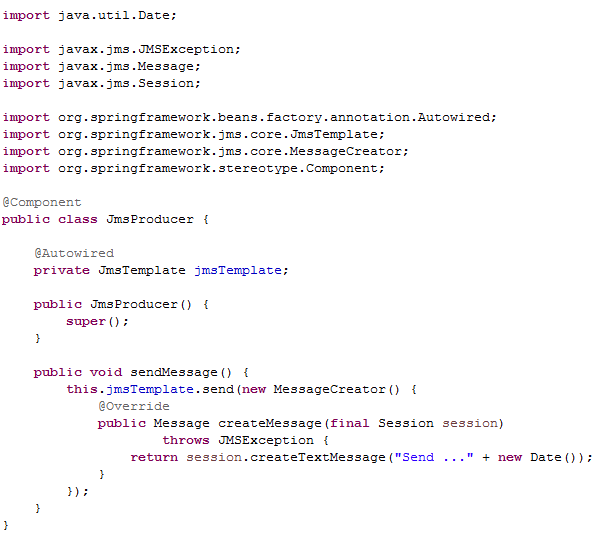 import java.util.Date;
import javax.jms.JMSException;
import javax.jms.Message;
import javax.jms.Session;
import org.springframework.beans.factory.annotation.Autowired;
import org.springframework.jms.core.JmsTemplate;
import org.springframework.jms.core.MessageCreator;
import org.springframework.stereotype.Component;
@Component
public class JmsProducer {
    @Autowired
    private JmsTemplate jmsTemplate;
    public JmsProducer() {
        super();
    }
    public void sendMessage() {
        this.jmsTemplate.send(new MessageCreator() {
            @Override
            public Message createMessage(final Session session)
                    throws JMSException {
                return session.createTextMessage("Send ..." + new Date());
            }
        });
    }
}